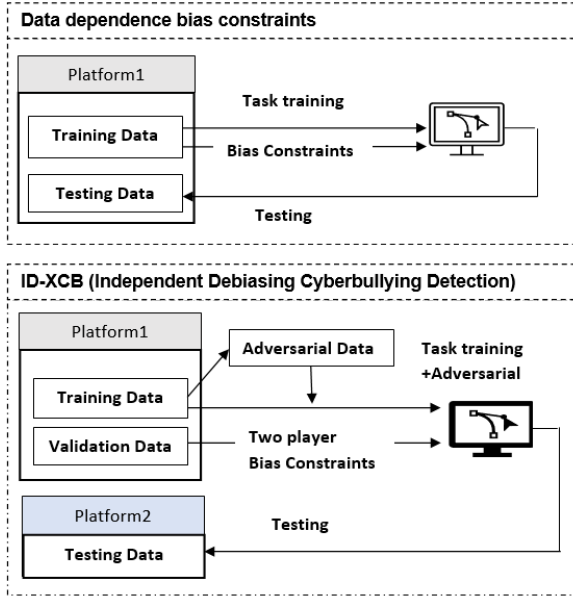 Data dependence bias constraints
Platform1
Task training
Training Data
Bias Constraints
Testing Data
Testing
ID-XCB (Independent Debiasing Cyberbullying Detection)
Platform1
Adversarial Data
Task training
+Adversarial
Training Data
Validation Data
Two player
Bias Constraints
Platform2
Testing
Testing Data